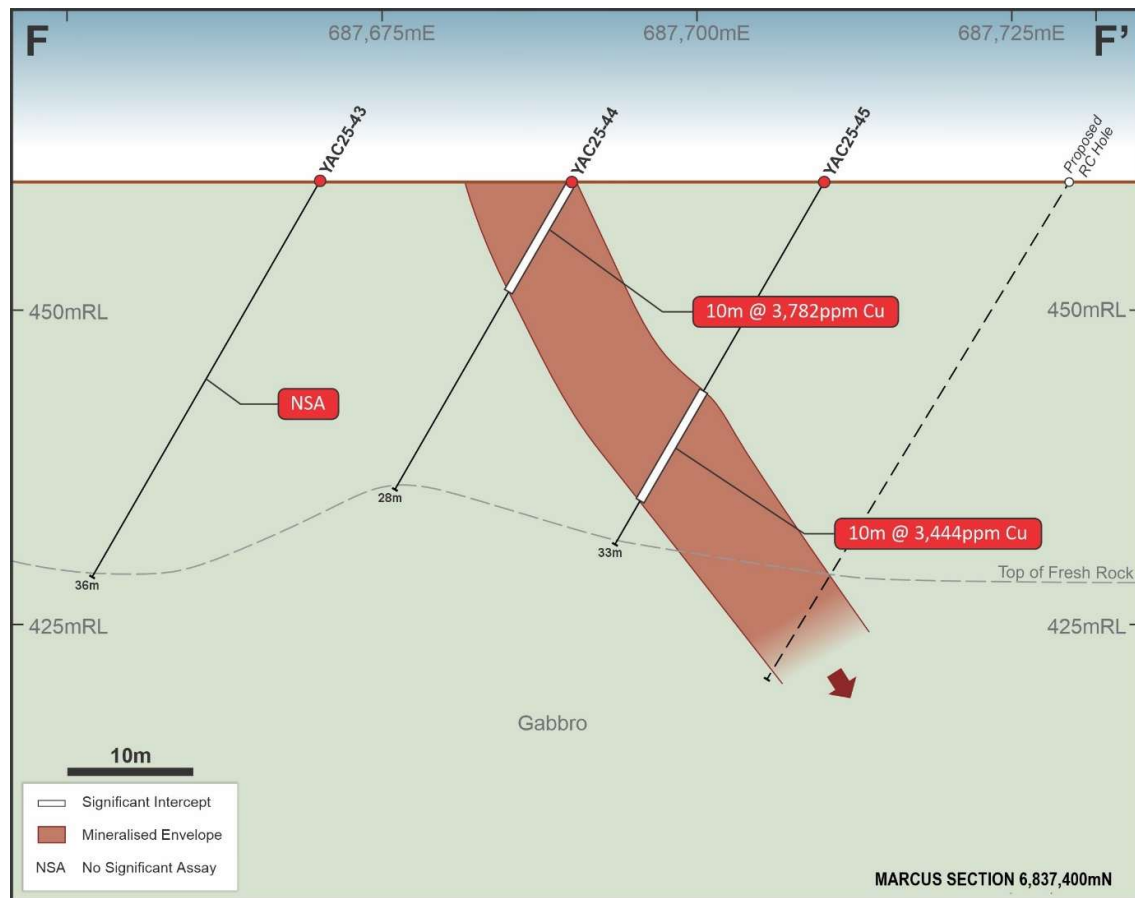 F
687,675mE
687,700mE
687,725mE
F’
YAC25-43
YAC25-44
YAC25-45
Proposed
RC Hole
450mRL
450mRL
10m @ 3,782ppm Cu
NSA
28m
10m @ 3,444ppm Cu
33m
36m
Top of Fresh Rock
425mRL
425mRL
Gabbro
10m
Significant Intercept
Mineralised Envelope
NSA No Significant Assay
MARCUS SECTION 6,837,400mN